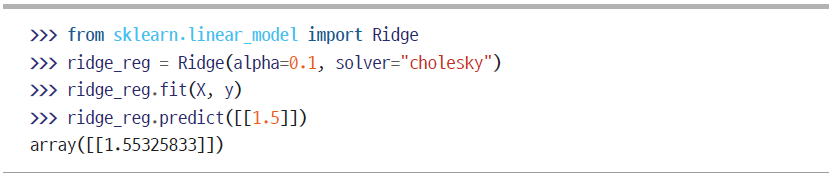 >>> from sklearn.linear_model import Ridge
>>> ridge_reg = Ridge(alpha=0.1, solver="cholesky")
>>> ridge_reg.fit(X, y)
>>> ridge_reg.predict([[1.5]])
array([[1.55325833]])